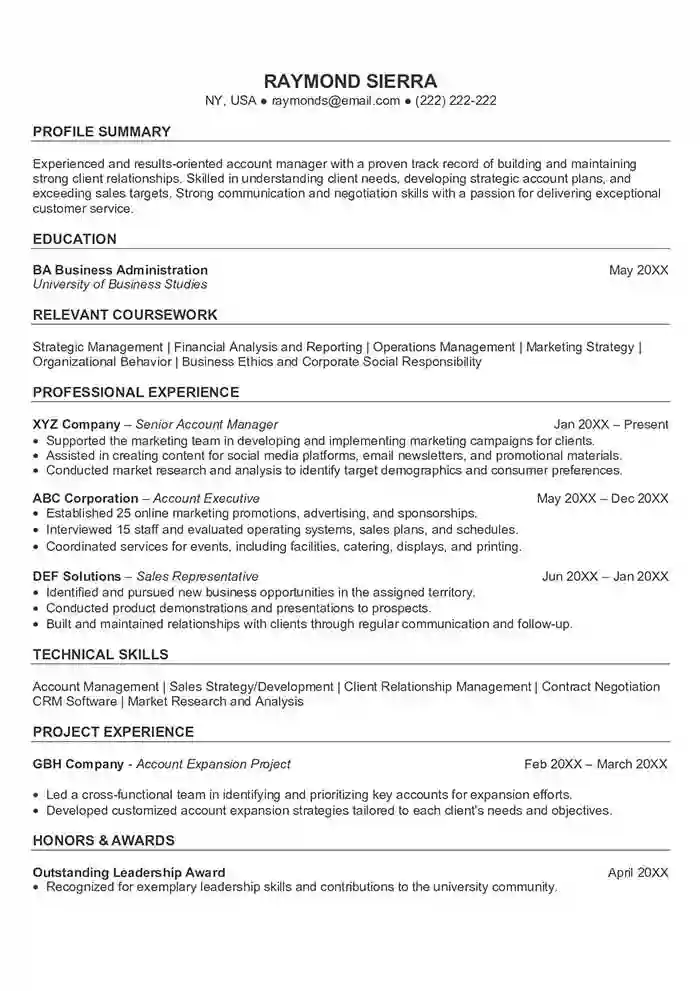 RAYMOND SIERRA
NY, USA ● raymonds@email.com ● (222) 222-222
PROFILE SUMMARY
Experienced and results-oriented account manager with a proven track record of building and maintaining
strong client relationships. Skilled in understanding client needs, developing strategic account plans, and
exceeding sales targets. Strong communication and negotiation skills with a passion for delivering exceptional
customer service.
EDUCATION
BA Business Administration May 20XX
University of Business Studies
RELEVANT COURSEWORK
Strategic Management | Financial Analysis and Reporting | Operations Management | Marketing Strategy |
Organizational Behavior | Business Ethics and Corporate Social Responsibility
PROFESSIONAL EXPERIENCE
XYZ Company – Senior Account Manager Jan 20XX – Present
• Supported the marketing team in developing and implementing marketing campaigns for clients.
• Assisted in creating content for social media platforms, email newsletters, and promotional materials.
• Conducted market research and analysis to identify target demographics and consumer preferences.
ABC Corporation – Account Executive May 20XX – Dec 20XX
• Established 25 online marketing promotions, advertising, and sponsorships.
• Interviewed 15 staff and evaluated operating systems, sales plans, and schedules.
• Coordinated services for events, including facilities, catering, displays, and printing.
DEF Solutions – Sales Representative Jun 20XX – Jan 20XX
• Identified and pursued new business opportunities in the assigned territory.
• Conducted product demonstrations and presentations to prospects.
• Built and maintained relationships with clients through regular communication and follow-up.
TECHNICAL SKILLS
Account Management | Sales Strategy/Development | Client Relationship Management | Contract Negotiation
CRM Software | Market Research and Analysis
PROJECT EXPERIENCE
GBH Company - Account Expansion Project Feb 20XX – March 20XX
• Led a cross-functional team in identifying and prioritizing key accounts for expansion efforts.
• Developed customized account expansion strategies tailored to each client's needs and objectives.
HONORS & AWARDS
Outstanding Leadership Award April 20XX
• Recognized for exemplary leadership skills and contributions to the university community.